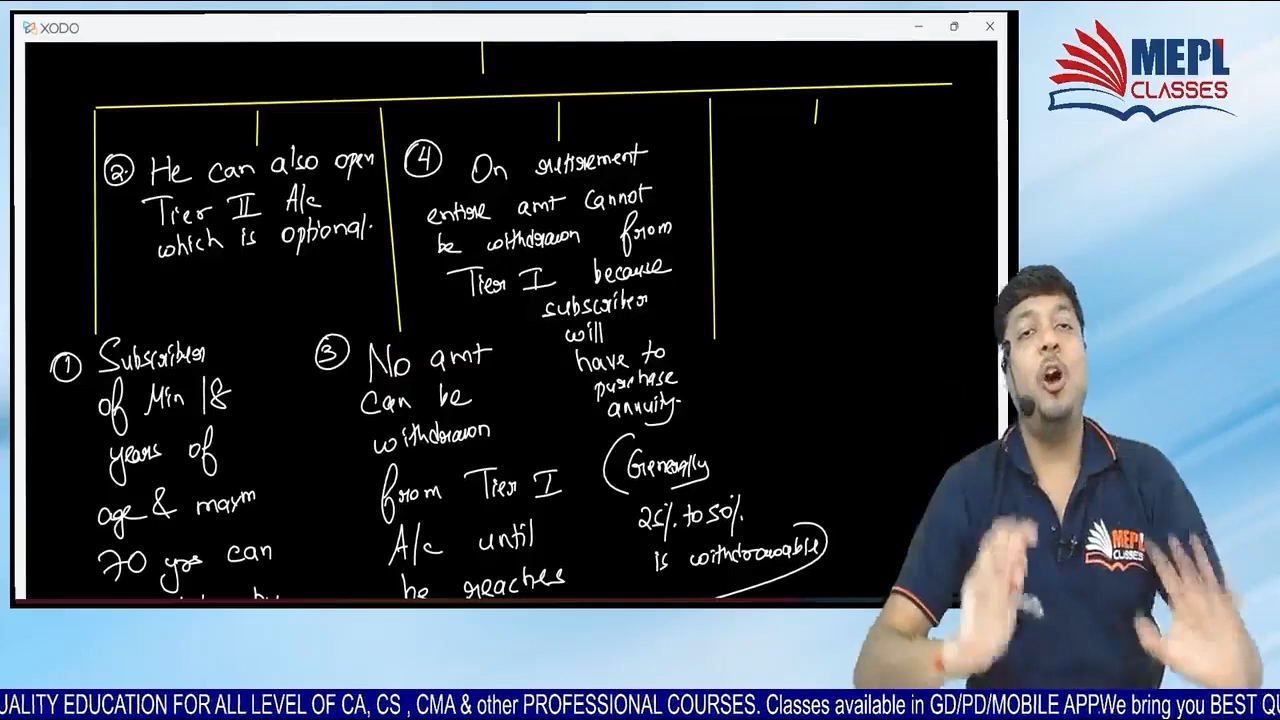 XODO
MEPL
CLASSES
② He can also open
Tier II A/c
which is optional.
④ On retirement
entire amt cannot
be withdrawn from
Tier I because
subscriber
will
have to
purchase
annuity.
(Generally
25% to 50%
is withdrawable)
① Subscriber
of Min 18
years of
age & maxm
70 yrs can
③ No amt
can be
withdrawn
from Tier I
A/c until
he reaches
MEPL
CLASSES
UALITY EDUCATION FOR ALL LEVEL OF CA, CS , CMA & other PROFESSIONAL COURSES. Classes available in GD/PD/MOBILE APP.We bring you BEST QU